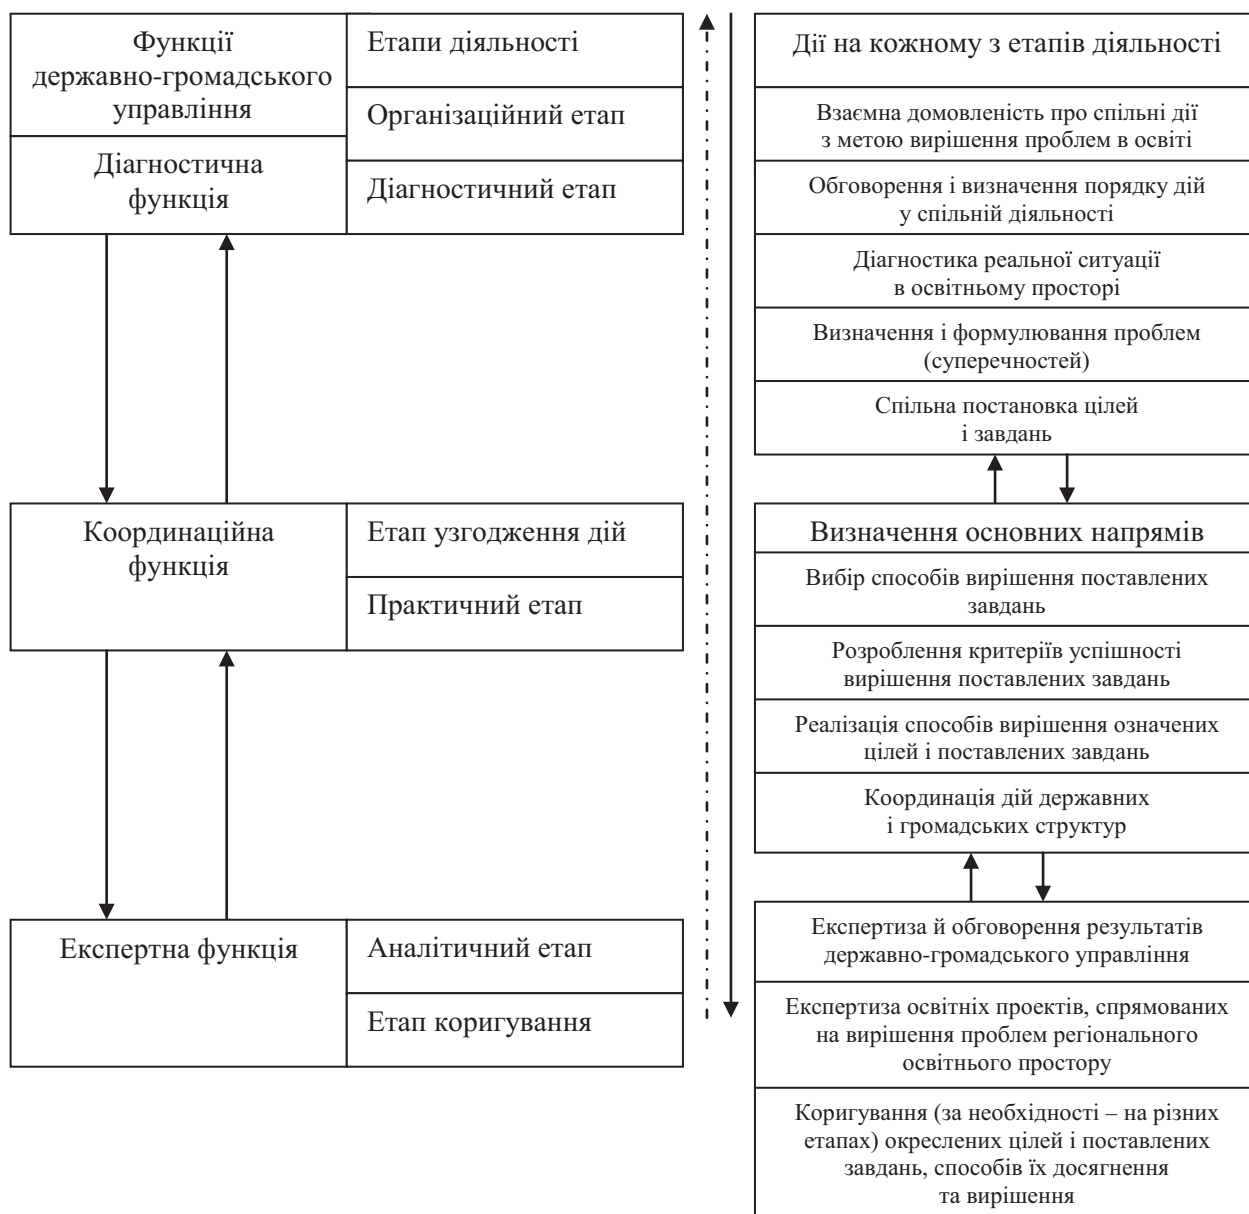 Функції
державно-громадського
управління
Етапи діяльності
Організаційний етап
Діагностична
функція
Діагностичний етап
Координаційна
функція
Етап узгодження дій
Практичний етап
Експертна функція
Аналітичний етап
Етап коригування
Дії на кожному з етапів діяльності
Взаємна домовленість про спільні дії
з метою вирішення проблем в освіті
Обговорення і визначення порядку дій
у спільній діяльності
Діагностика реальної ситуації
в освітньому просторі
Визначення і формулювання проблем
(суперечностей)
Спільна постановка цілей
і завдань
Визначення основних напрямів
Вибір способів вирішення поставлених
завдань
Розроблення критеріїв успішності
вирішення поставлених завдань
Реалізація способів вирішення означених
цілей і поставлених завдань
Координація дій державних
і громадських структур
Експертиза й обговорення результатів
державно-громадського управління
Експертиза освітніх проектів, спрямованих
на вирішення проблем регіонального
освітнього простору
Коригування (за необхідності – на різних
етапах) окреслених цілей і поставлених
завдань, способів їх досягнення
та вирішення